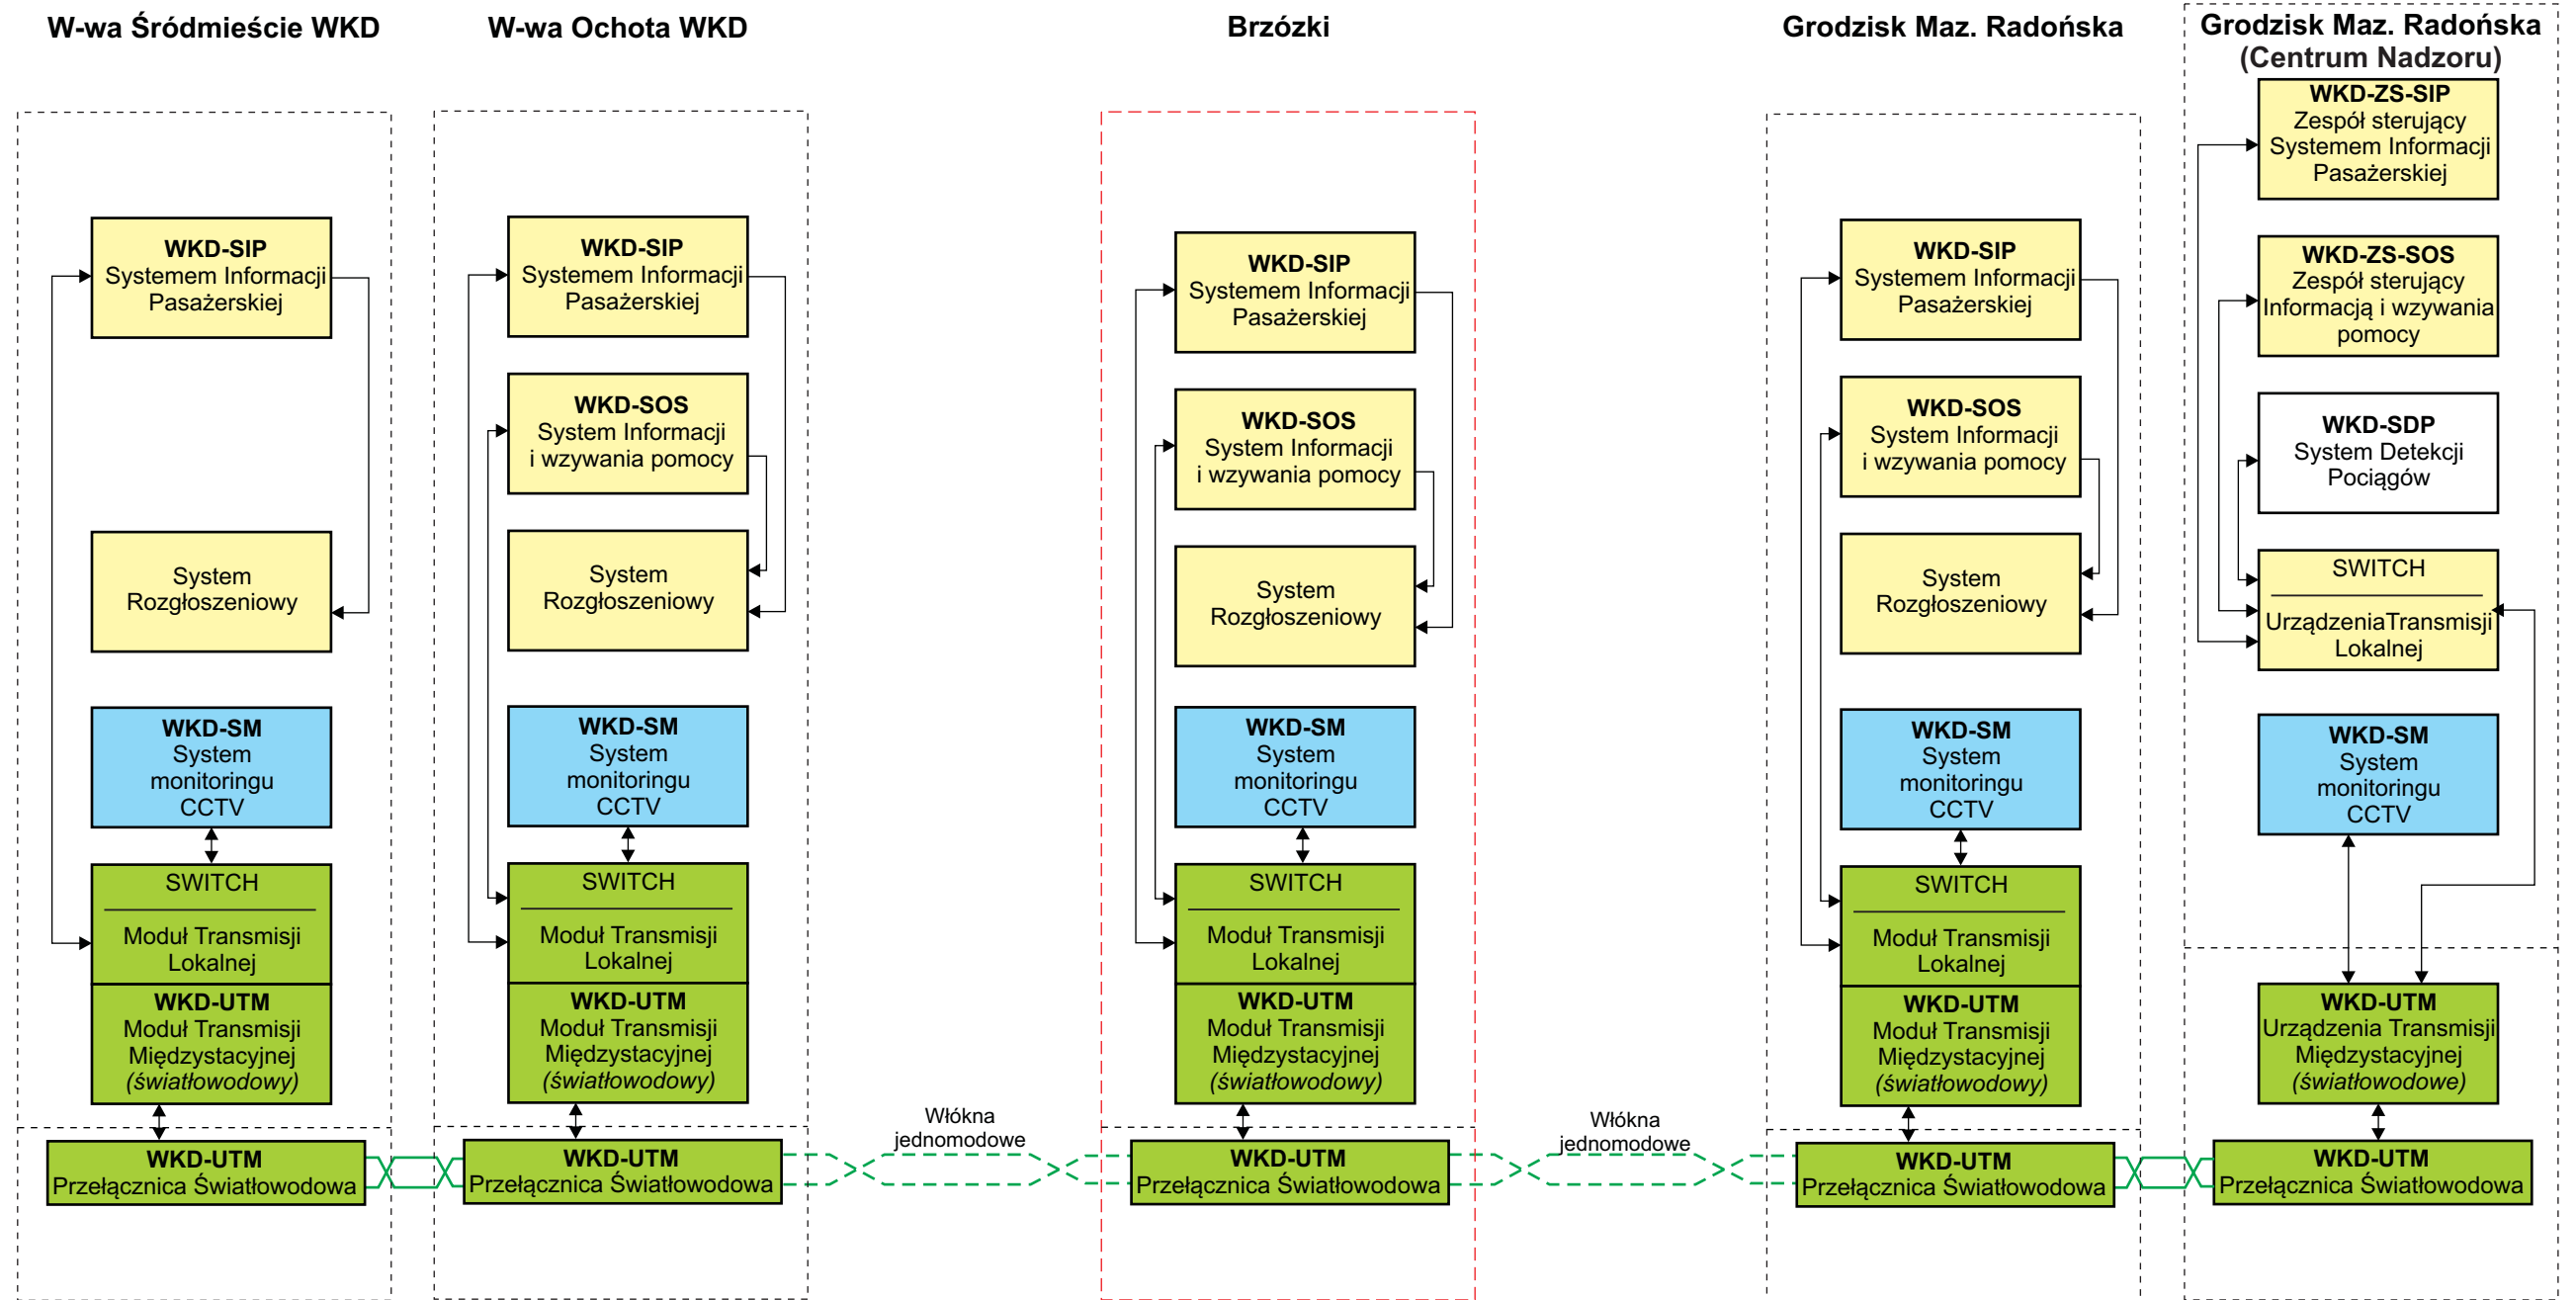 W-wa Śródmieście WKD
WKD-SIP
Systemem Informacji
Pasażerskiej
System
Rozgłoszeniowy
WKD-SM
System
monitoringu
CCTV
SWITCH
Moduł Transmisji
Lokalnej
WKD-UTM
Moduł Transmisji
Międzystacyjnej
(światłowodowy)
WKD-UTM
Przełącznica Światłowodowa
W-wa Ochota WKD
WKD-SIP
Systemem Informacji
Pasażerskiej
WKD-SOS
System Informacji
i wzywania pomocy
System
Rozgłoszeniowy
WKD-SM
System
monitoringu
CCTV
SWITCH
Moduł Transmisji
Lokalnej
WKD-UTM
Moduł Transmisji
Międzystacyjnej
(światłowodowy)
WKD-UTM
Przełącznica Światłowodowa
Włókna
jednomodowe
Brzózki
WKD-SIP
Systemem Informacji
Pasażerskiej
WKD-SOS
System Informacji
i wzywania pomocy
System
Rozgłoszeniowy
WKD-SM
System
monitoringu
CCTV
SWITCH
Moduł Transmisji
Lokalnej
WKD-UTM
Moduł Transmisji
Międzystacyjnej
(światłowodowy)
WKD-UTM
Przełącznica Światłowodowa
Włókna
jednomodowe
Grodzisk Maz. Radońska
WKD-SIP
Systemem Informacji
Pasażerskiej
WKD-SOS
System Informacji
i wzywania pomocy
System
Rozgłoszeniowy
WKD-SM
System
monitoringu
CCTV
SWITCH
Moduł Transmisji
Lokalnej
WKD-UTM
Moduł Transmisji
Międzystacyjnej
(światłowodowy)
WKD-UTM
Przełącznica Światłowodowa
Grodzisk Maz. Radońska
(Centrum Nadzoru)
WKD-ZS-SIP
Zespół sterujący
Systemem Informacji
Pasażerskiej
WKD-ZS-SOS
Zespół sterujący
Informacją i wzywania
pomocy
WKD-SDP
System Detekcji
Pociągów
SWITCH
UrządzeniaTransmisji
Lokalnej
WKD-SM
System
monitoringu
CCTV
WKD-UTM
Urządzenia Transmisji
Międzystacyjnej
(światłowodowe)
WKD-UTM
Przełącznica Światłowodowa